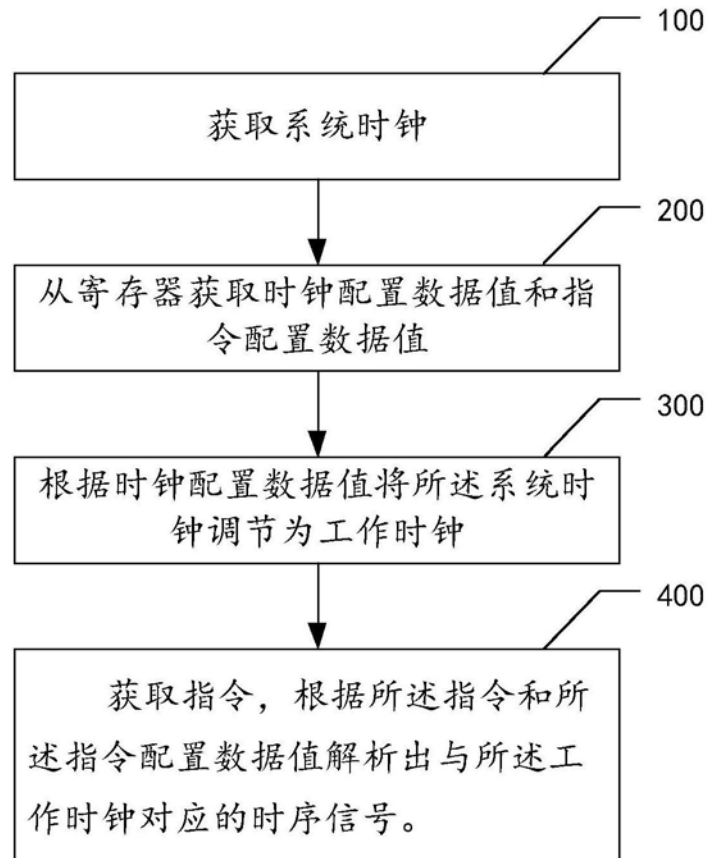 100
获取系统时钟
200
从寄存器获取时钟配置数据值和指
令配置数据值
300
根据时钟配置数据值将所述系统时
钟调节为工作时钟
400
获取指令，根据所述指令和所
述指令配置数据值解析出与所述工
作时钟对应的时序信号。